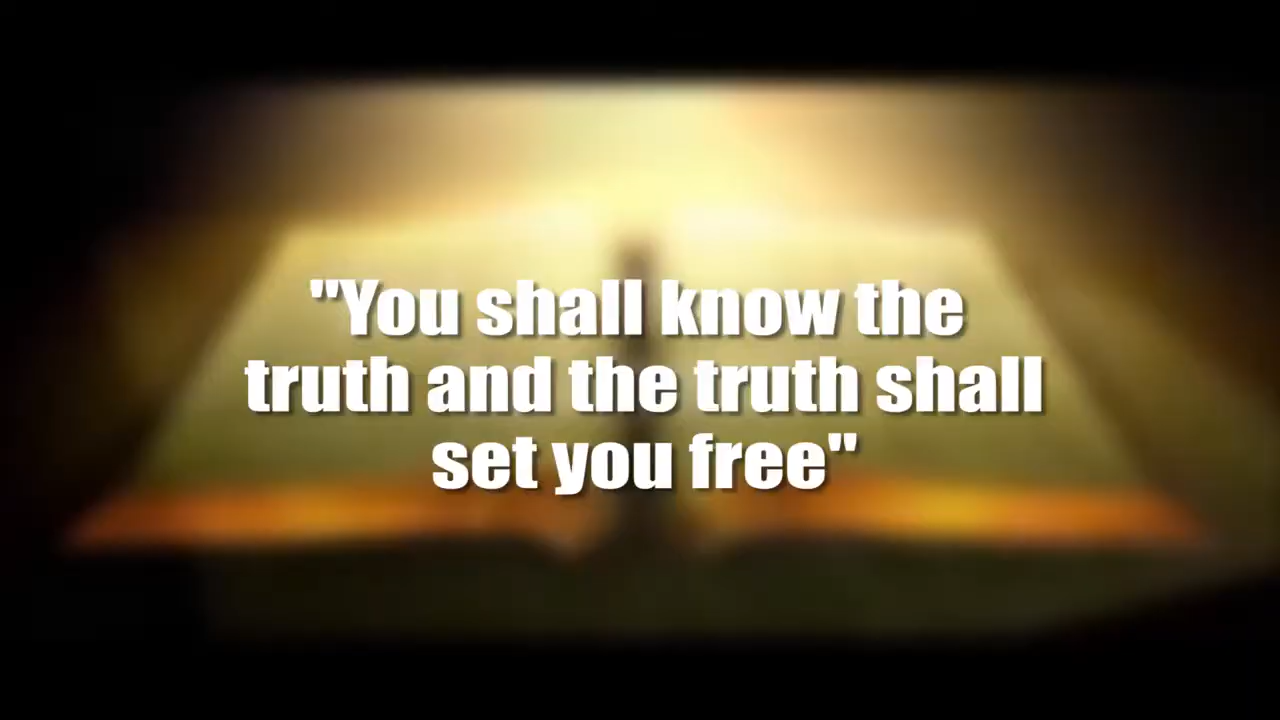 "You shall know the
truth and the truth shall
set you free"